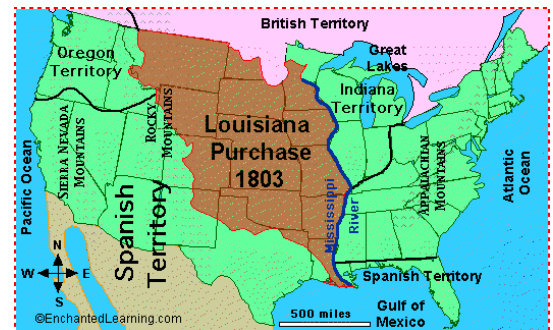 British Territory
Oregon
Territory
Great
Lakes
Indiana
Territory
ROCKY
MOUNTAINS
SIERRA NEVADA
MOUNTAINS
Louisiana
Purchase
1803
APPALACHIAN
MOUNTAINS
Pacific Ocean
Atlantic
Ocean
Spanish
Territory
Mississippi
River
N
W
E
S
Spanish Territory
500 miles
Gulf of
Mexico
©EnchantedLearning.com